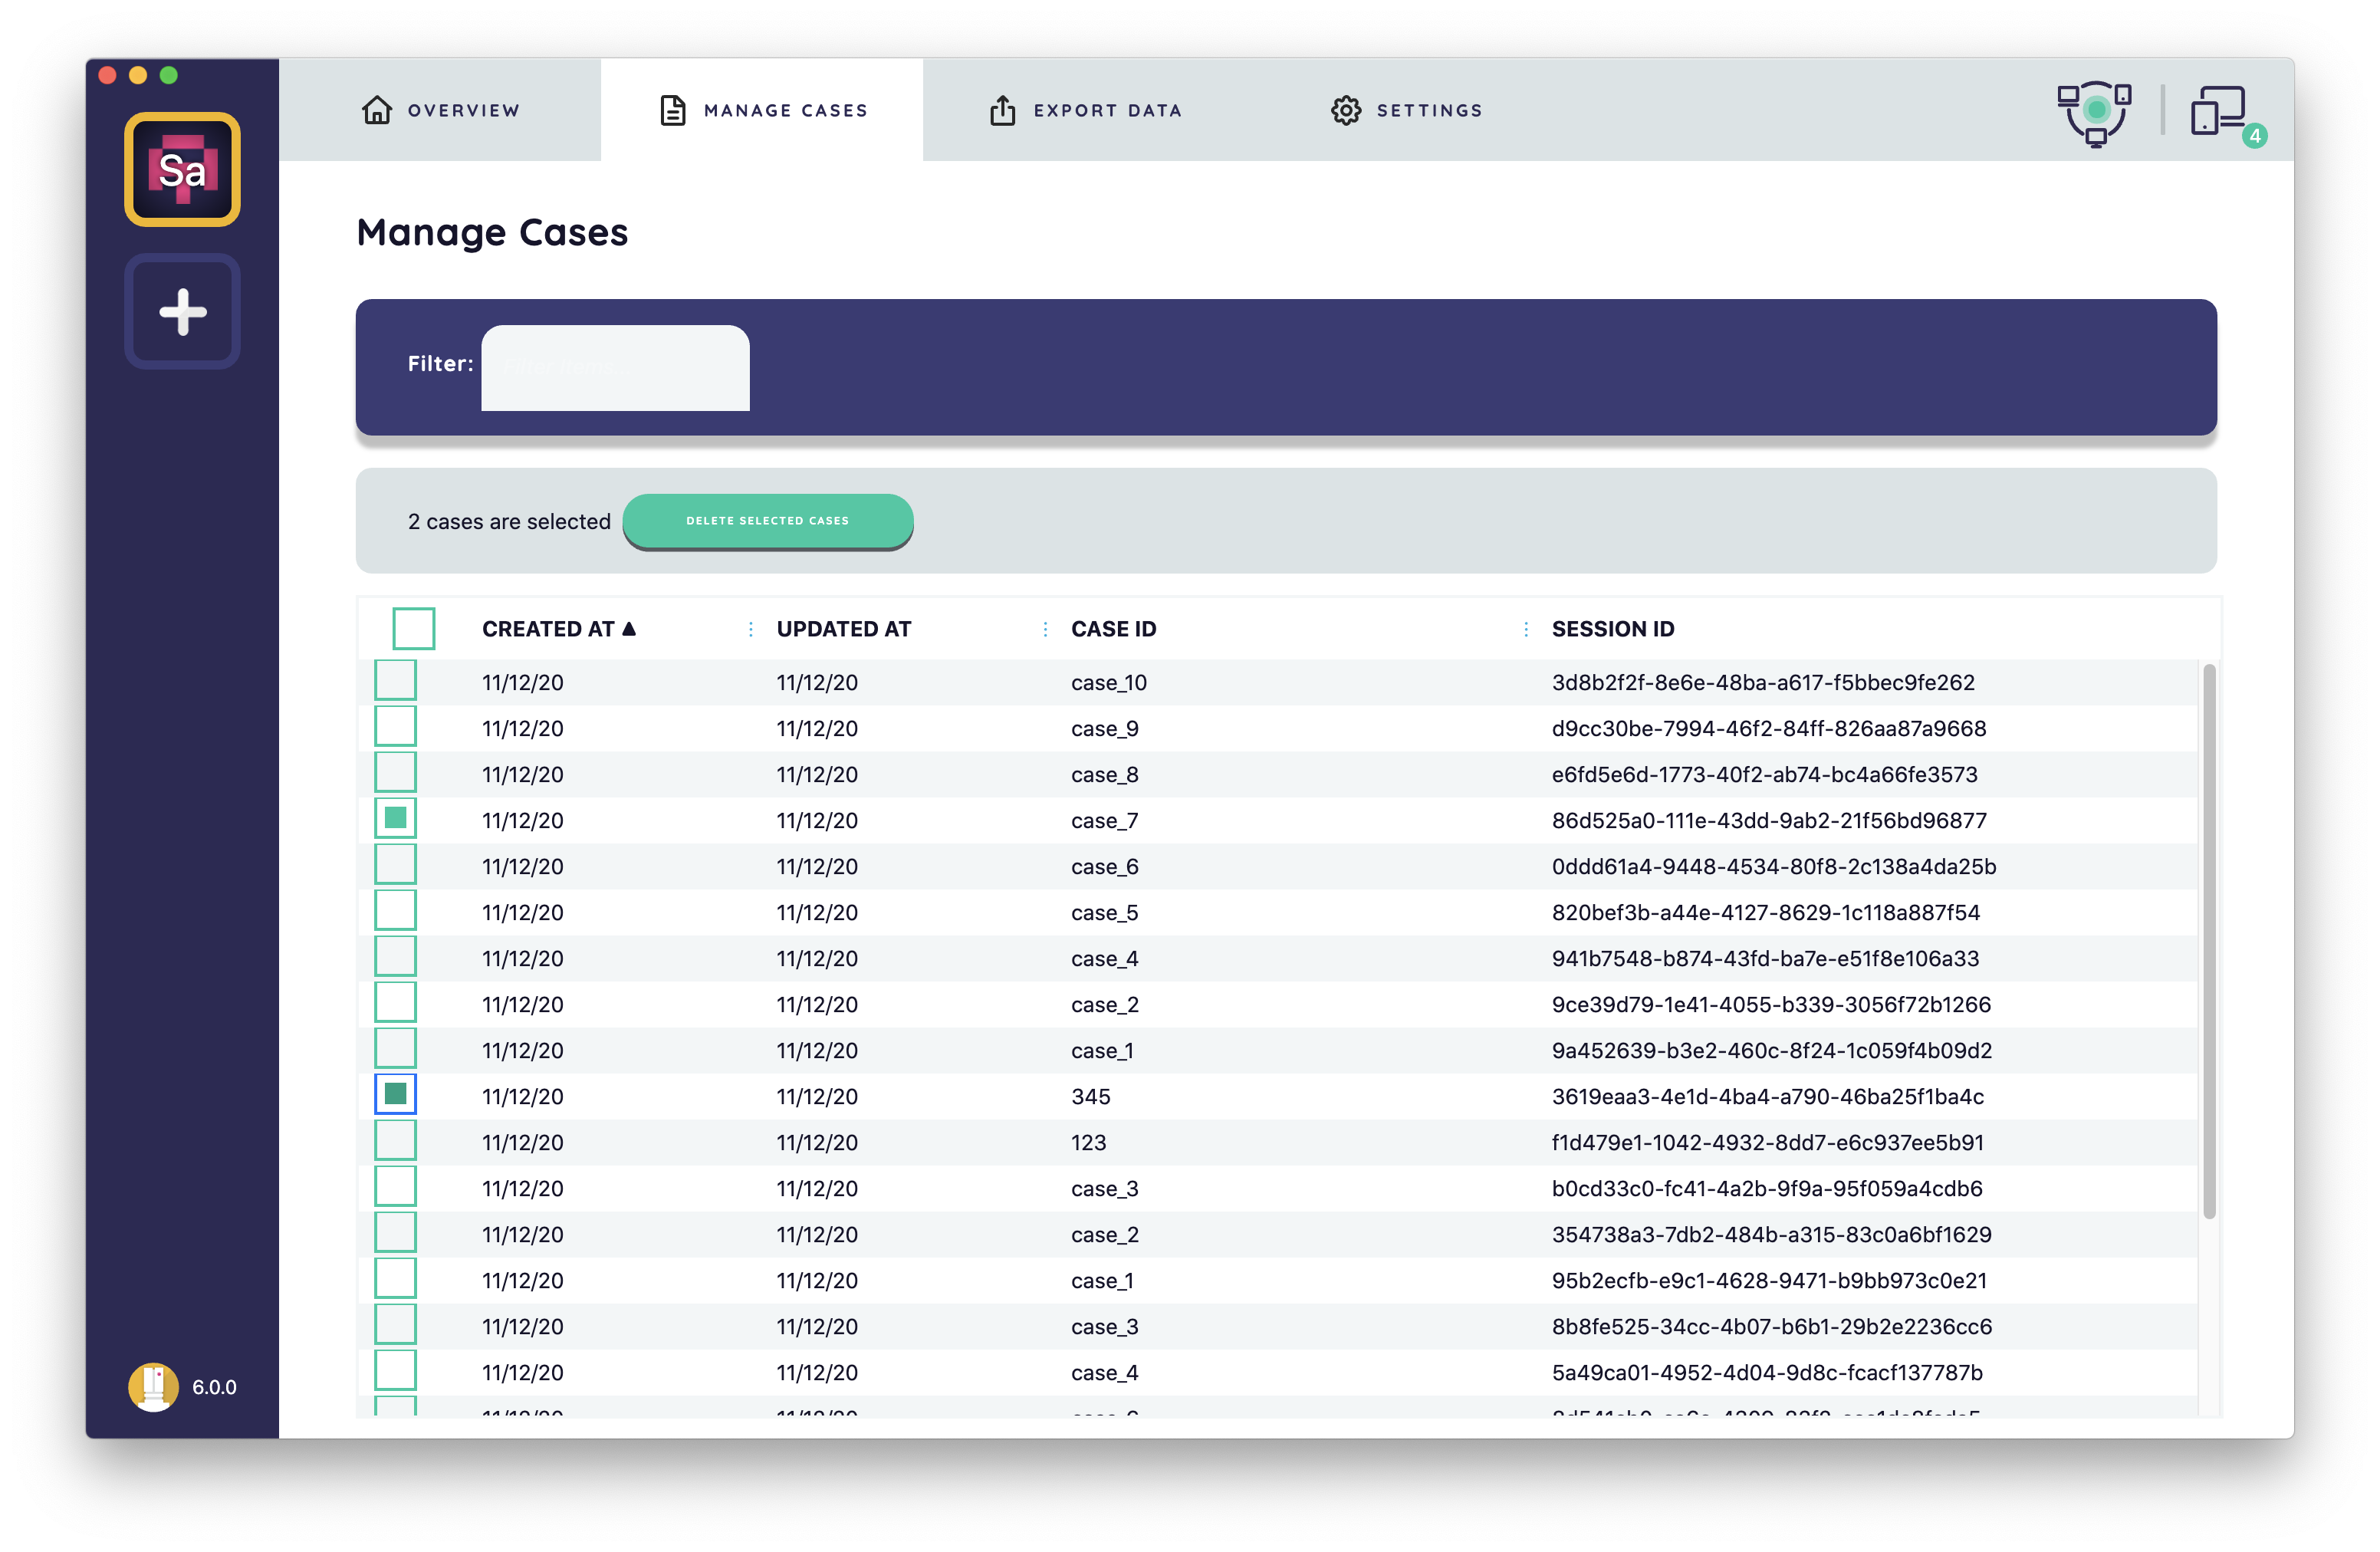 OVERVIEW MANAGE CASES EXPORT DATA SETTINGS
4
Sa
Manage Cases
Filter: Filter items...
2 cases are selected DELETE SELECTED CASES
CREATED AT ▲ UPDATED AT CASE ID SESSION ID
11/12/20 11/12/20 case_10 3d8b2f2f-8e6e-48ba-a617-f5bbec9fe262
11/12/20 11/12/20 case_9 d9cc30be-7994-46f2-84ff-826aa87a9668
11/12/20 11/12/20 case_8 e6fd5e6d-1773-40f2-ab74-bc4a66fe3573
11/12/20 11/12/20 case_7 86d525a0-111e-43dd-9ab2-21f56bd96877
11/12/20 11/12/20 case_6 0ddd61a4-9448-4534-80f8-2c138a4da25b
11/12/20 11/12/20 case_5 820bef3b-a44e-4127-8629-1c118a887f54
11/12/20 11/12/20 case_4 941b7548-b874-43fd-ba7e-e51f8e106a33
11/12/20 11/12/20 case_2 9ce39d79-1e41-4055-b339-3056f72b1266
11/12/20 11/12/20 case_1 9a452639-b3e2-460c-8f24-1c059f4b09d2
11/12/20 11/12/20 345 3619eaa3-4e1d-4ba4-a790-46ba25f1ba4c
11/12/20 11/12/20 123 f1d479e1-1042-4932-8dd7-e6c937ee5b91
11/12/20 11/12/20 case_3 b0cd33c0-fc41-4a2b-9f9a-95f059a4cdb6
11/12/20 11/12/20 case_2 354738a3-7db2-484b-a315-83c0a6bf1629
11/12/20 11/12/20 case_1 95b2ecfb-e9c1-4628-9471-b9bb973c0e21
11/12/20 11/12/20 case_3 8b8fe525-34cc-4b07-b6b1-29b2e2236cc6
11/12/20 11/12/20 case_4 5a49ca01-4952-4d04-9d8c-fcacf137787b
11/12/20 11/12/20
6.0.0